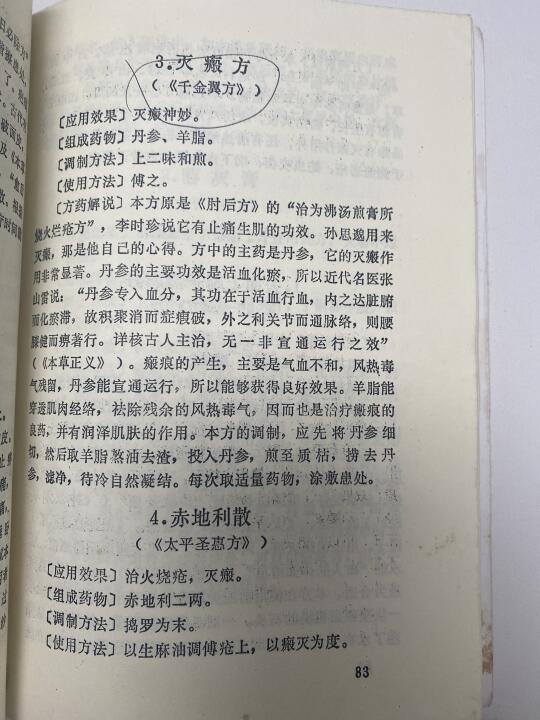 3.灭瘢方
(《千金翼方》)
〔应用效果〕灭瘢神妙。
〔组成药物〕丹参、羊脂。
〔调制方法〕上二味和煎。
〔使用方法〕傅之。
〔方药解说〕本方原是《肘后方》的“治为沸汤煎膏所
烧火烂疮方”，李时珍说它有止痛生肌的功效。孙思邈用来
灭瘢，那是他自己的心得。方中的主药是丹参，它的灭瘢作
用非常显著。丹参的主要功效是活血化瘀，所以近代名医张
山雷说：“丹参专入血分，其功在于活血行血，内之达脏腑
而化瘀滞，故积聚消而症瘕破，外之利关节而通脉络，则腰
膝健而痹著行。详核古人主治，无一非宣通运行之效”
(《本草正义》)。瘢痕的产生，主要是气血不和，风热毒
气残留，丹参能宣通运行，所以能够获得良好效果。羊脂能
穿透肌肉经络，祛除残余的风热毒气，因而也是治疗瘢痕的
良药，并有润泽肌肤的作用。本方的调制，应先将丹参细
切，然后取羊脂熬油去渣，投入丹参，煎至质枯，捞去丹
参，滤净，待冷自然凝结。每次取适量药物，涂敷患处。
4.赤地利散
(《太平圣惠方》)
〔应用效果〕治火烧疮，灭瘢。
〔组成药物〕赤地利二两。
〔调制方法〕捣罗为末。
〔使用方法〕以生麻油调傅疮上，以瘢灭为度。
83